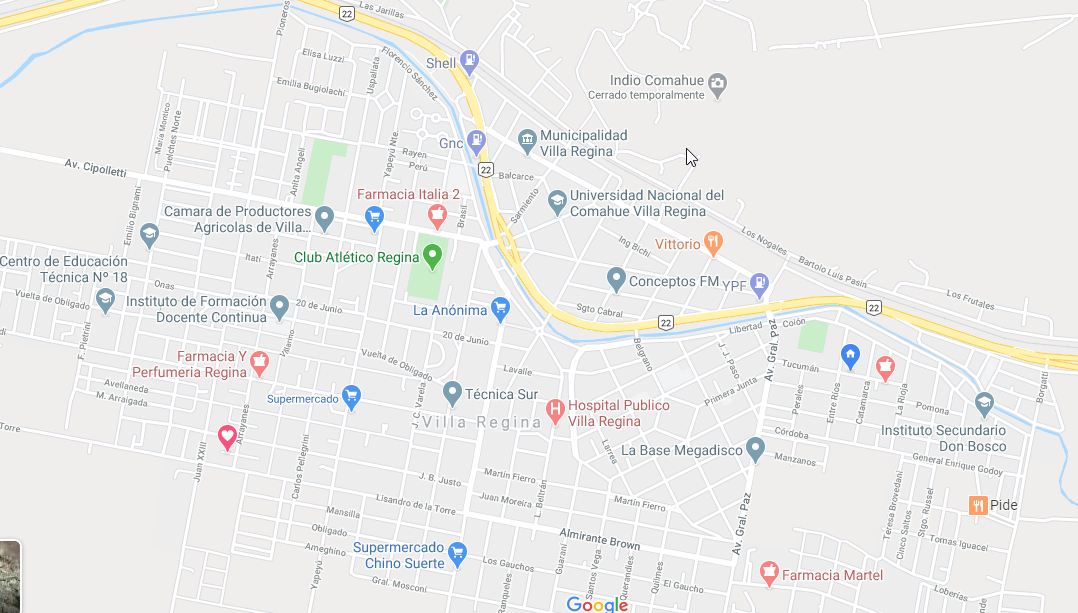 Las Jarillas
22
Pioneros
Elisa Luzzi
Uspallata
Florencio Sánchez
Shell
Indio Comahue
Cerrado temporalmente
Emilia Bugiolachi
Maria Montico
Puelches Norte
Gnc
Municipalidad
Villa Regina
Yapeyú Nte.
Rayen
Perú
22
Balcarce
Av. Cipolletti
Anita Angeli
Farmacia Italia 2
Sarmiento
Universidad Nacional del
Comahue Villa Regina
Emilio Bignami
Camara de Productores
Agricolas de Villa...
Brasil
Ing Bichi
Vittorio
Los Nogales
Arrayanes
Itati
Club Atlético Regina
Bartolo Luis Pasin
Centro de Educación
Técnica Nº 18
Onas
Conceptos FM
YPF
Los Frutales
Vuelta de Obligado
Instituto de Formación
Docente Continua
20 de Junio
La Anónima
Sgto Cabral
22
22
F. Pietrini
Vilarino
20 de Junio
Libertad
Colón
Av. Gral. Paz
Belgrano
J. J. Paso
Farmacia Y
Perfumeria Regina
Vuelta de Obligado
Lavalle
Tucumán
Primera Junta
Perales
Entre Rios
Catamarca
La Rioja
Borgatti
Avellaneda
M. Arraigada
Supermercado
J. C. Varela
Técnica Sur
Pomona
Villa Regina
Hospital Publico
Villa Regina
Instituto Secundario
Don Bosco
Torre
Arrayanes
Córdoba
Juan XXIII
Carlos Pellegrini
Larrea
La Base Megadisco
Manzanos
General Enrique Godoy
J. B. Justo
Martín Fierro
Lisandro de la Torre
Juan Moreira
L. Beltrán
Martín Fierro
Av. Gral. Paz
Teresa Brovedani
Cinco Saltos
Stgo. Russel
Pide
Mansilla
Obligado
Almirante Brown
Tomas Iguacel
Ameghino
Supermercado
Chino Suerte
Yapeyú
Gral. Mosconi
Los Ranqueles
Guaraní
Santos Vega
Querandíes
Quilmes
El Gaucho
Farmacia Martel
Loberías
Google